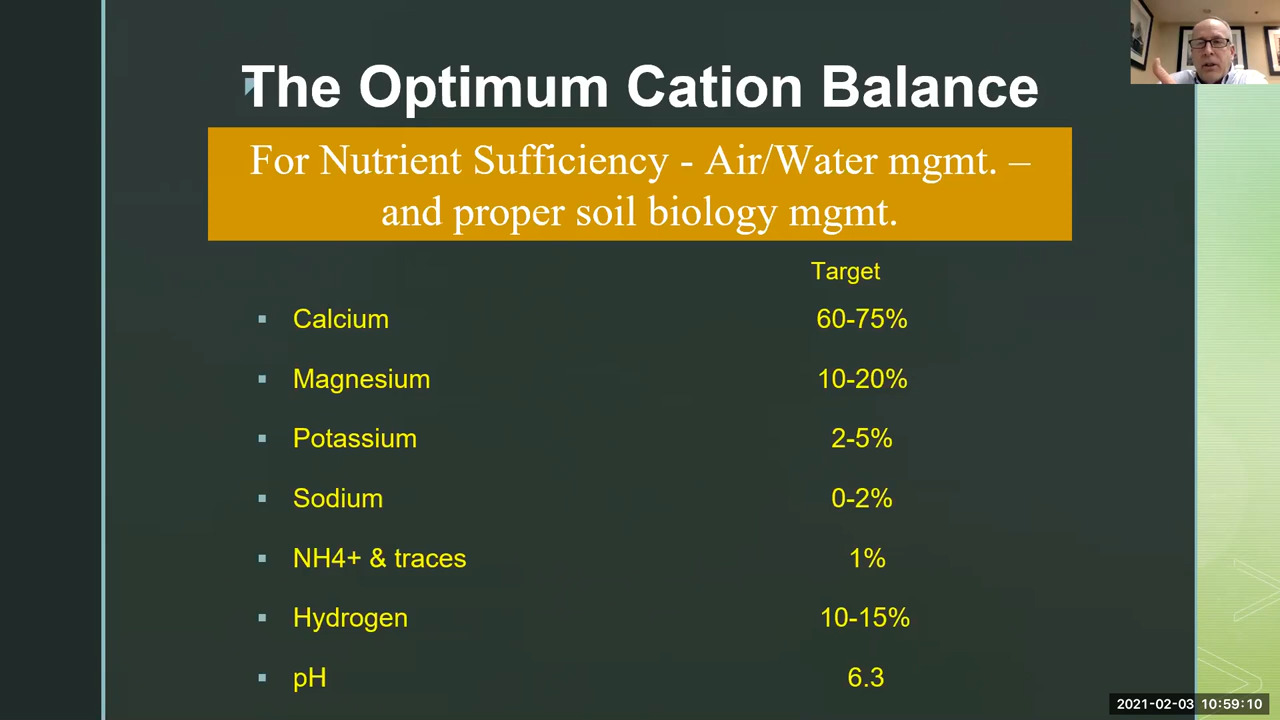 The Optimum Cation Balance
For Nutrient Sufficiency - Air/Water mgmt. –
and proper soil biology mgmt.
Target
▪ Calcium 60-75%
▪ Magnesium 10-20%
▪ Potassium 2-5%
▪ Sodium 0-2%
▪ NH4+ & traces 1%
▪ Hydrogen 10-15%
▪ pH 6.3
2021-02-03 10:59:10